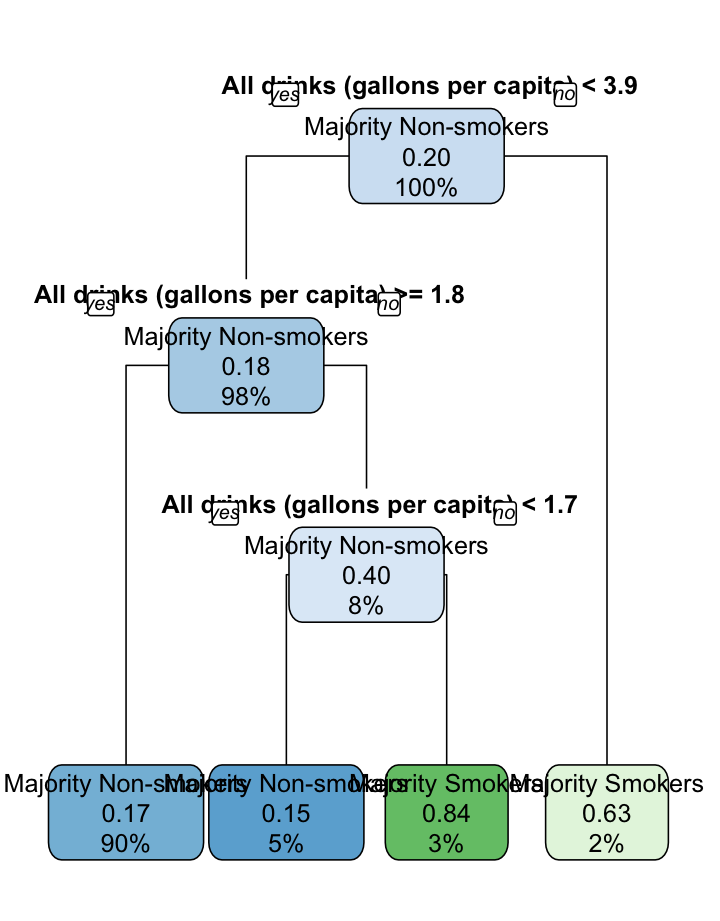 All drinks (gallons per capita) < 3.9
yes
no
Majority Non-smokers
0.20
100%
All drinks (gallons per capita) >= 1.8
yes
no
Majority Non-smokers
0.18
98%
All drinks (gallons per capita) < 1.7
yes
no
Majority Non-smokers
0.40
8%
Majority Non-smokers
0.17
90%
Majority Non-smokers
0.15
5%
Majority Smokers
0.84
3%
Majority Smokers
0.63
2%